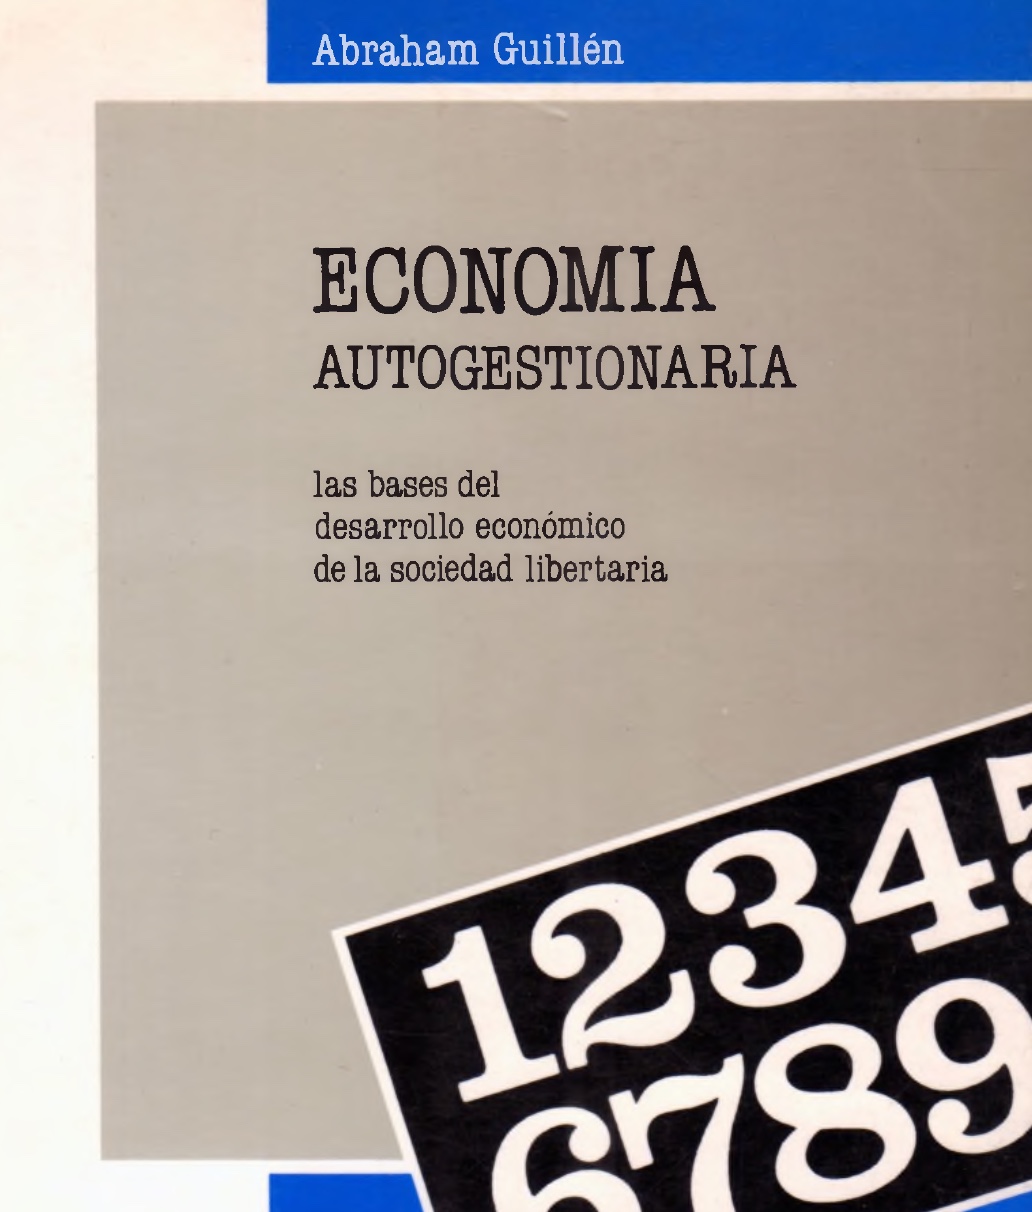 Abraham Guillén
ECONOMIA
AUTOGESTIONARIA
las bases del
desarrollo económico
de la sociedad libertaria
12345
6789